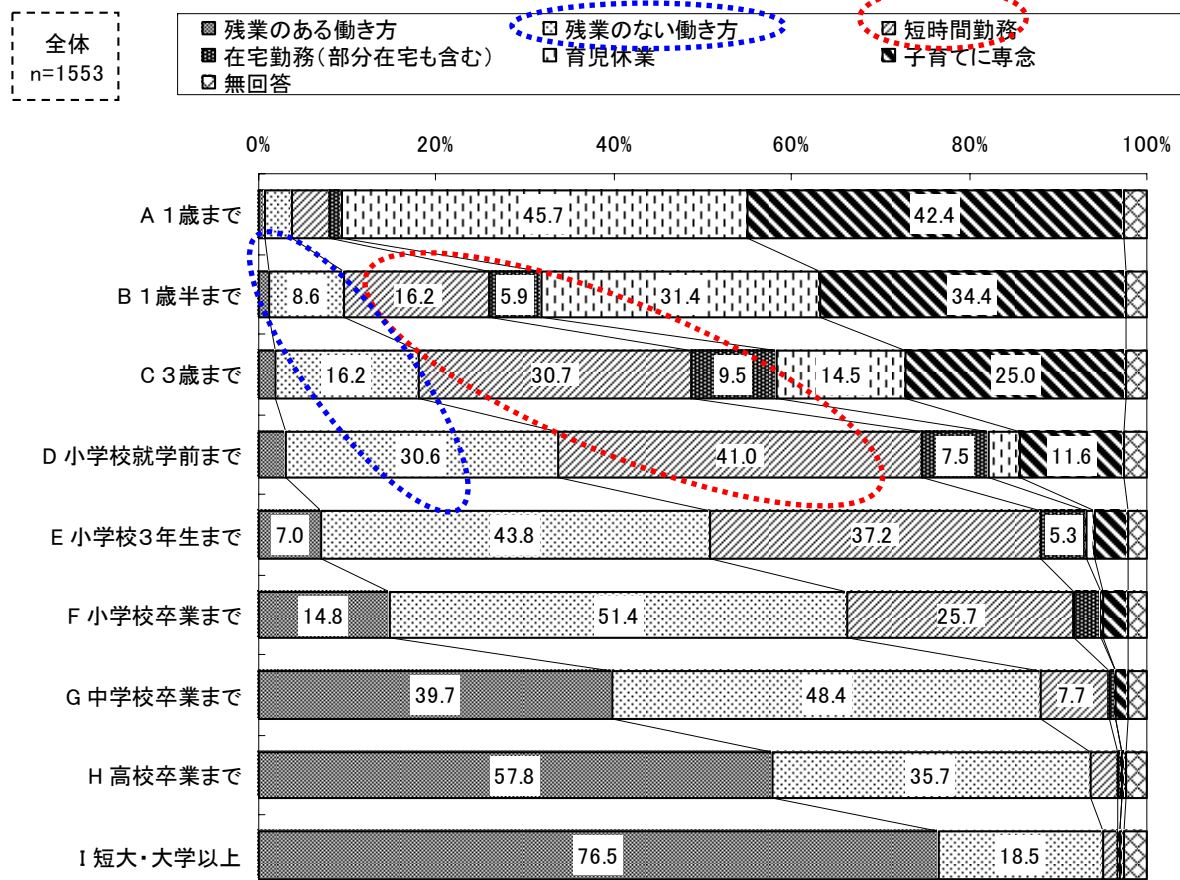 全体
n=1553
残業のある働き方 残業のない働き方 短時間勤務
在宅勤務(部分在宅も含む) 育児休業 子育てに専念
無回答
0% 20% 40% 60% 80% 100%
A 1歳まで 45.7 42.4
B 1歳半まで 8.6 16.2 5.9 31.4 34.4
C 3歳まで 16.2 30.7 9.5 14.5 25.0
D 小学校就学前まで 30.6 41.0 7.5 11.6
E 小学校3年生まで 7.0 43.8 37.2 5.3
F 小学校卒業まで 14.8 51.4 25.7
G 中学校卒業まで 39.7 48.4 7.7
H 高校卒業まで 57.8 35.7
I 短大・大学以上 76.5 18.5